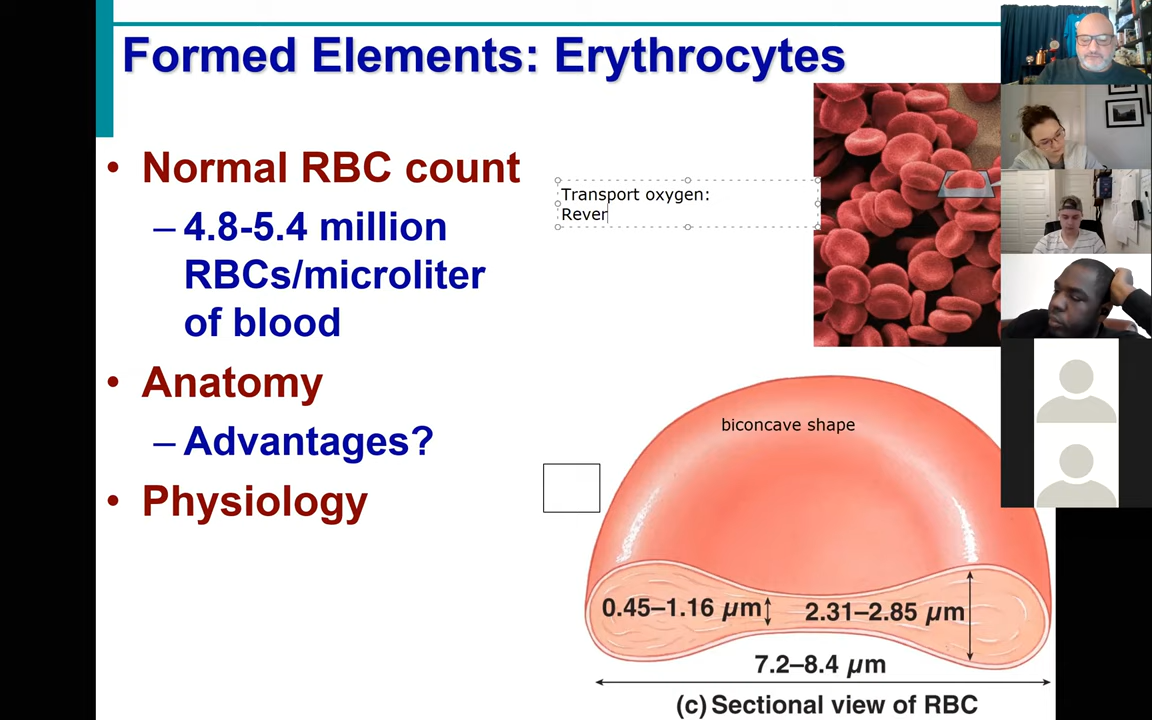 Formed Elements: Erythrocytes
• Normal RBC count
– 4.8-5.4 million
RBCs/microliter
of blood
• Anatomy
– Advantages?
• Physiology
Transport oxygen:
Rever
biconcave shape
0.45–1.16 µm
2.31–2.85 µm
7.2–8.4 µm
(c) Sectional view of RBC